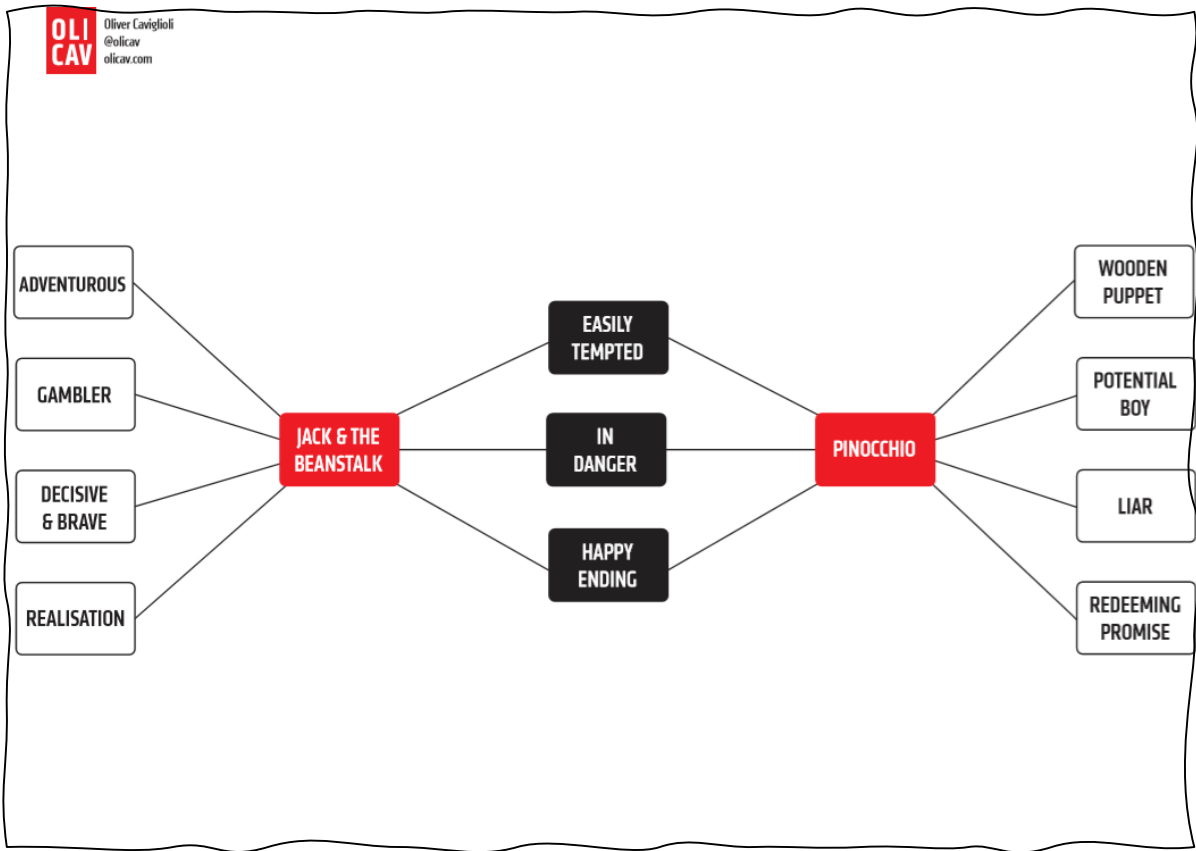 OLI
CAV
Oliver Caviglioli
@olicav
olicav.com
ADVENTUROUS
GAMBLER
DECISIVE
& BRAVE
REALISATION
JACK & THE
BEANSTALK
EASILY
TEMPTED
IN
DANGER
HAPPY
ENDING
PINOCCHIO
WOODEN
PUPPET
POTENTIAL
BOY
LIAR
REDEEMING
PROMISE